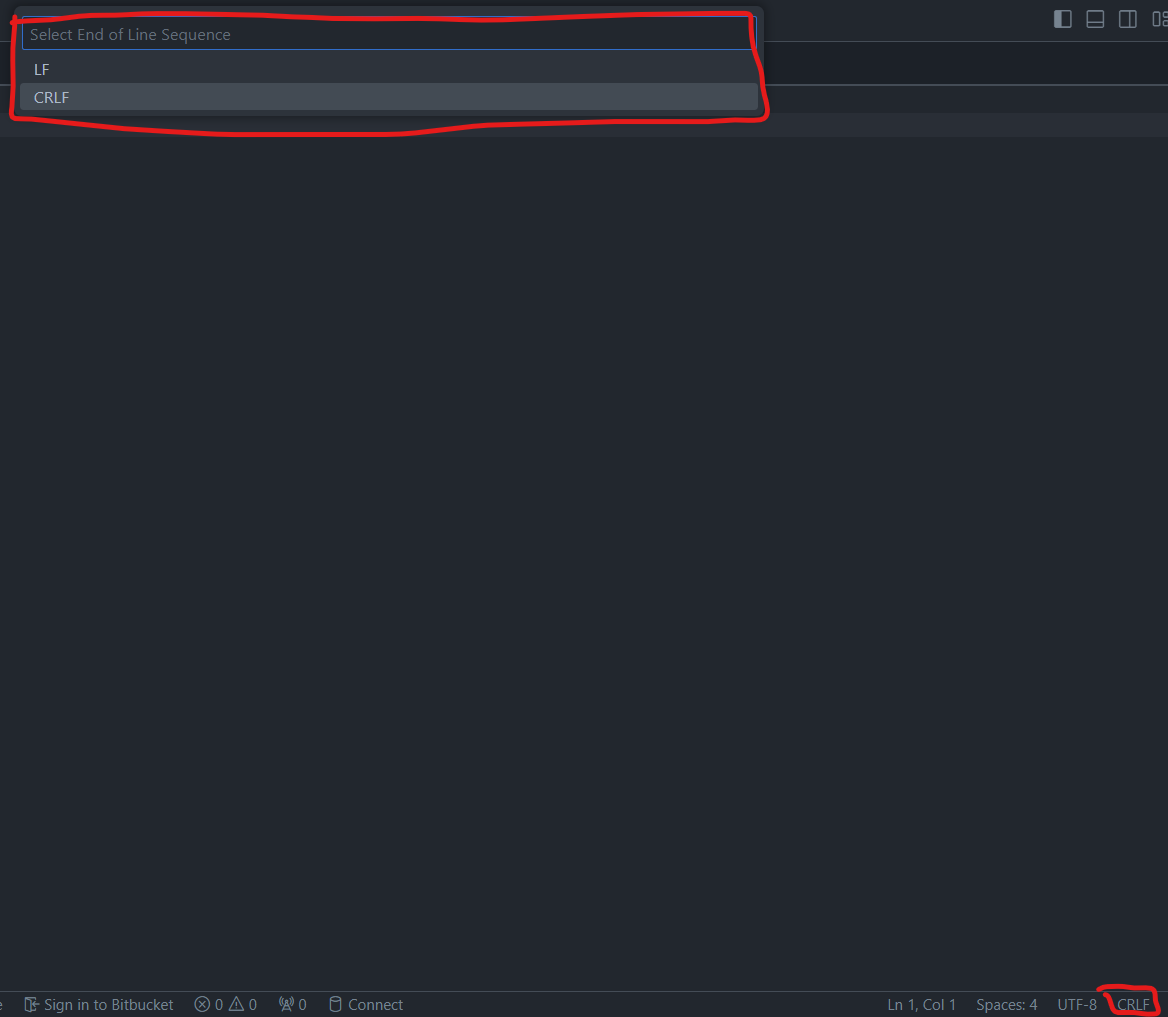 Select End of Line Sequence
LF
CRLF
Sign in to Bitbucket 0 0 0 Connect Ln 1, Col 1 Spaces: 4 UTF-8 CRLF